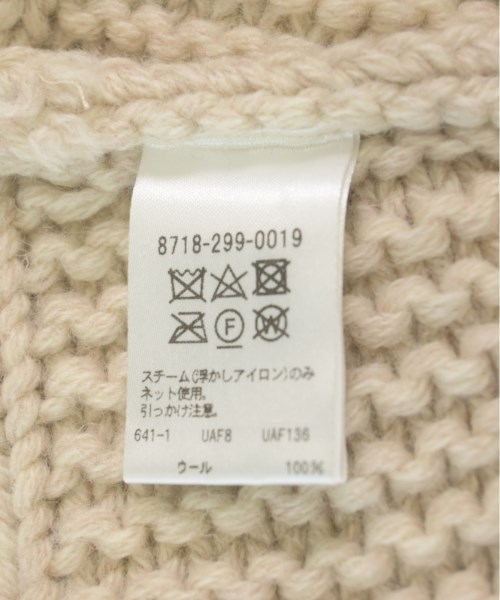 8718-299-0019
F W
スチーム(浮かしアイロン)のみ
ネット使用。
引っかけ注意。
641-1 UAF8 UAF136
ウール 100%